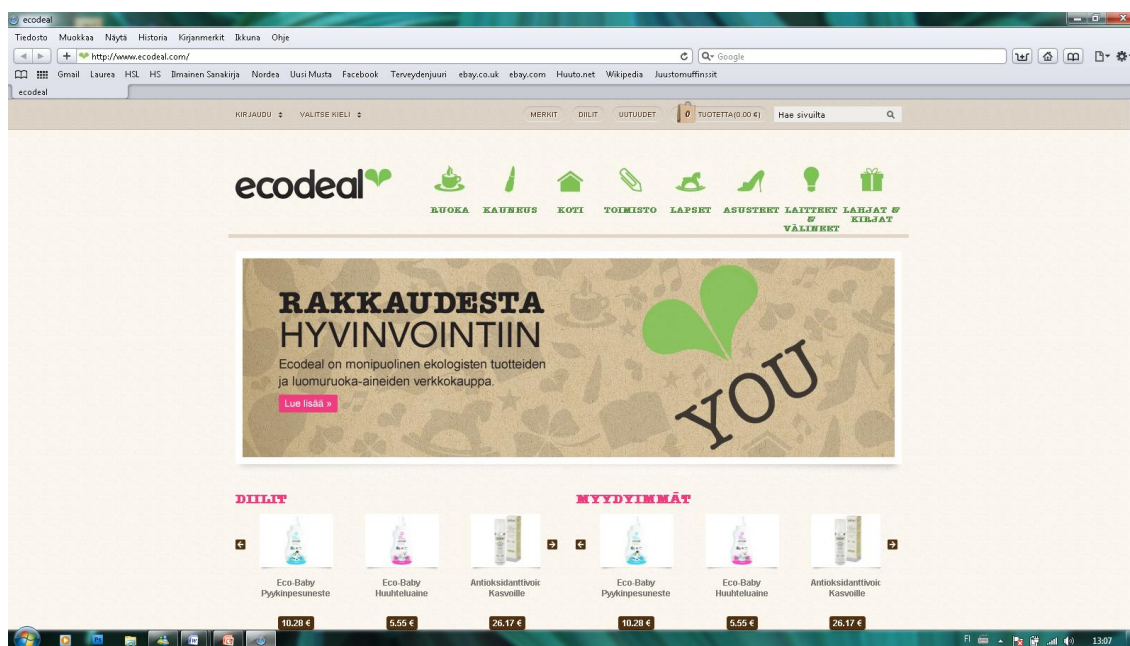 ecodeal
Tiedosto Muokkaa Näytä Historia Kirjanmerkit Ikkuna Ohje
http://www.ecodeal.com/ Google
Gmail Laurea HSL HS Ilmainen Sanakirja Nordea Uusi Musta Facebook Terveydenjuuri ebay.co.uk ebay.com Huuto.net Wikipedia Juustomuffinssit
ecodeal
KIRJAUDU VALITSE KIELI MERKIT DIILIT UUTUUDET 0 TUOTETTA(0.00 €) Hae sivuilta
ecodeal
RUOKA KAUNEUS KOTI TOIMISTO LAPSET ASUSTEET LAITTEET & VÄLINEET LAHJAT & KIRJAT
RAKKAUDESTA
HYVINVOINTIIN
Ecodeal on monipuolinen ekologisten tuotteiden
ja luomuruoka-aineiden verkkokauppa.
Lue lisää »
YOU
DIILIT MYYDYIMMÄT
Eco-Baby Eco-Baby Antioksidanttivoic Eco-Baby Eco-Baby Antioksidanttivoic
Pyykinpesuneste Huuhteluaine Kasvoille Pyykinpesuneste Huuhteluaine Kasvoille
10.28 € 5.55 € 26.17 € 10.28 € 5.55 € 26.17 €
FI 13:07